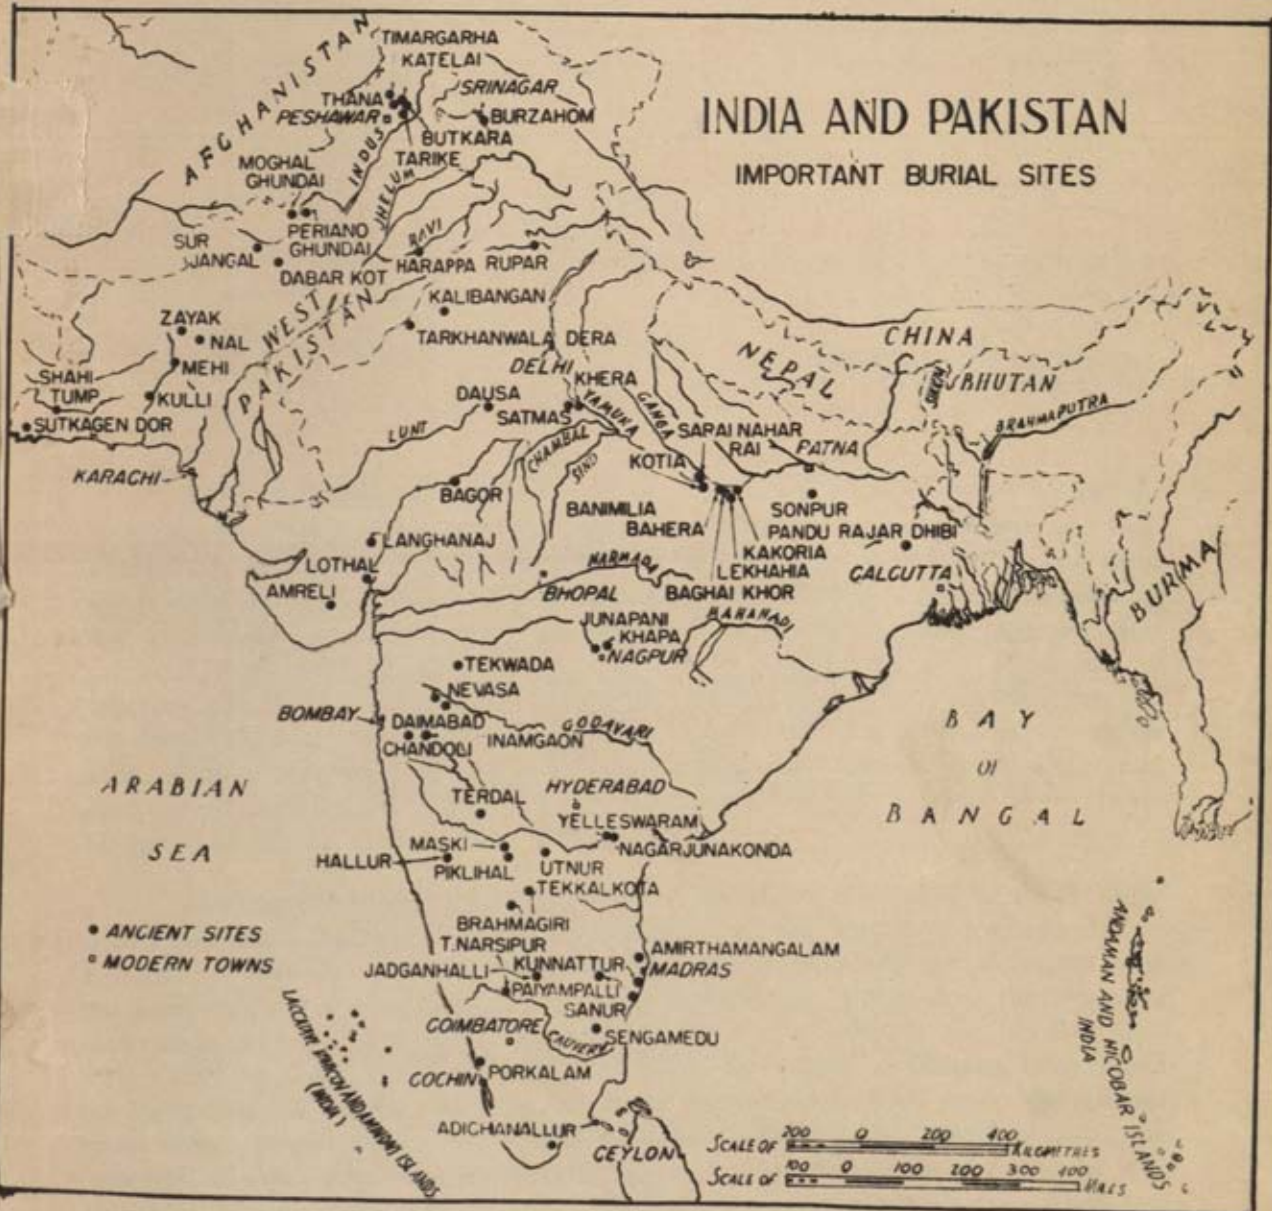 INDIA AND PAKISTAN
IMPORTANT BURIAL SITES
AFGHANISTAN
TIMARGARHA
KATELAI
SRINAGAR
THANA
PESHAWAR
BURZAHOM
BUTKARA
TARIKE
INDUS
JHELUM
MOGHAL
GHUNDAI
PERIANO
GHUNDAI
RAVI
SUR
JANGAL
DABAR KOT
HARAPPA
RUPAR
WEST
PAKISTAN
KALIBANGAN
TARKHANWALA DERA
ZAYAK
NAL
MEHI
SHAHI
TUMP
KULLI
SUTKAGEN DOR
KARACHI
DELHI
KHERA
DAUSA
SATMAS
LUNI
YAMUNA
GANGA
CHAMBAL
SIND
NEPAL
CHINA
SIKKIM
BHUTAN
BRAHMAPUTRA
SARAI NAHAR
RAI
PATNA
KOTIA
BAGOR
BANIMILIA
BAHERA
SONPUR
PANDU RAJAR DHIBI
KAKORIA
LEKHAHIA
BAGHAI KHOR
CALCUTTA
BURMA
LANGHANAJ
LOTHAL
AMRELI
NARMADA
BHOPAL
JUNAPANI
KHAPA
NAGPUR
MAHANADI
TEKWADA
NEVASA
BOMBAY
DAIMABAD
CHANDOLI
INAMGAON
GODAVARI
BAY
OF
BANGAL
ARABIAN
SEA
HYDERABAD
TERDAL
YELLESWARAM
MASKI
NAGARJUNAKONDA
HALLUR
PIKLIHAL
UTNUR
TEKKALKOTA
BRAHMAGIRI
T.NARSIPUR
AMIRTHAMANGALAM
JADGANHALLI
KUNNATTUR
MADRAS
PAIYAMPALLI
SANUR
COIMBATORE
CAUVERY
SENGAMEDU
COCHIN
PORKALAM
ADICHANALLUR
CEYLON
ANCIENT SITES
MODERN TOWNS
ISLANDS
(INDIA)
ANDMAN AND NICOBAR ISLANDS
INDIA
SCALE OF 200 0 200 400 KILOMETRES
SCALE OF 100 0 100 200 300 400 MILES